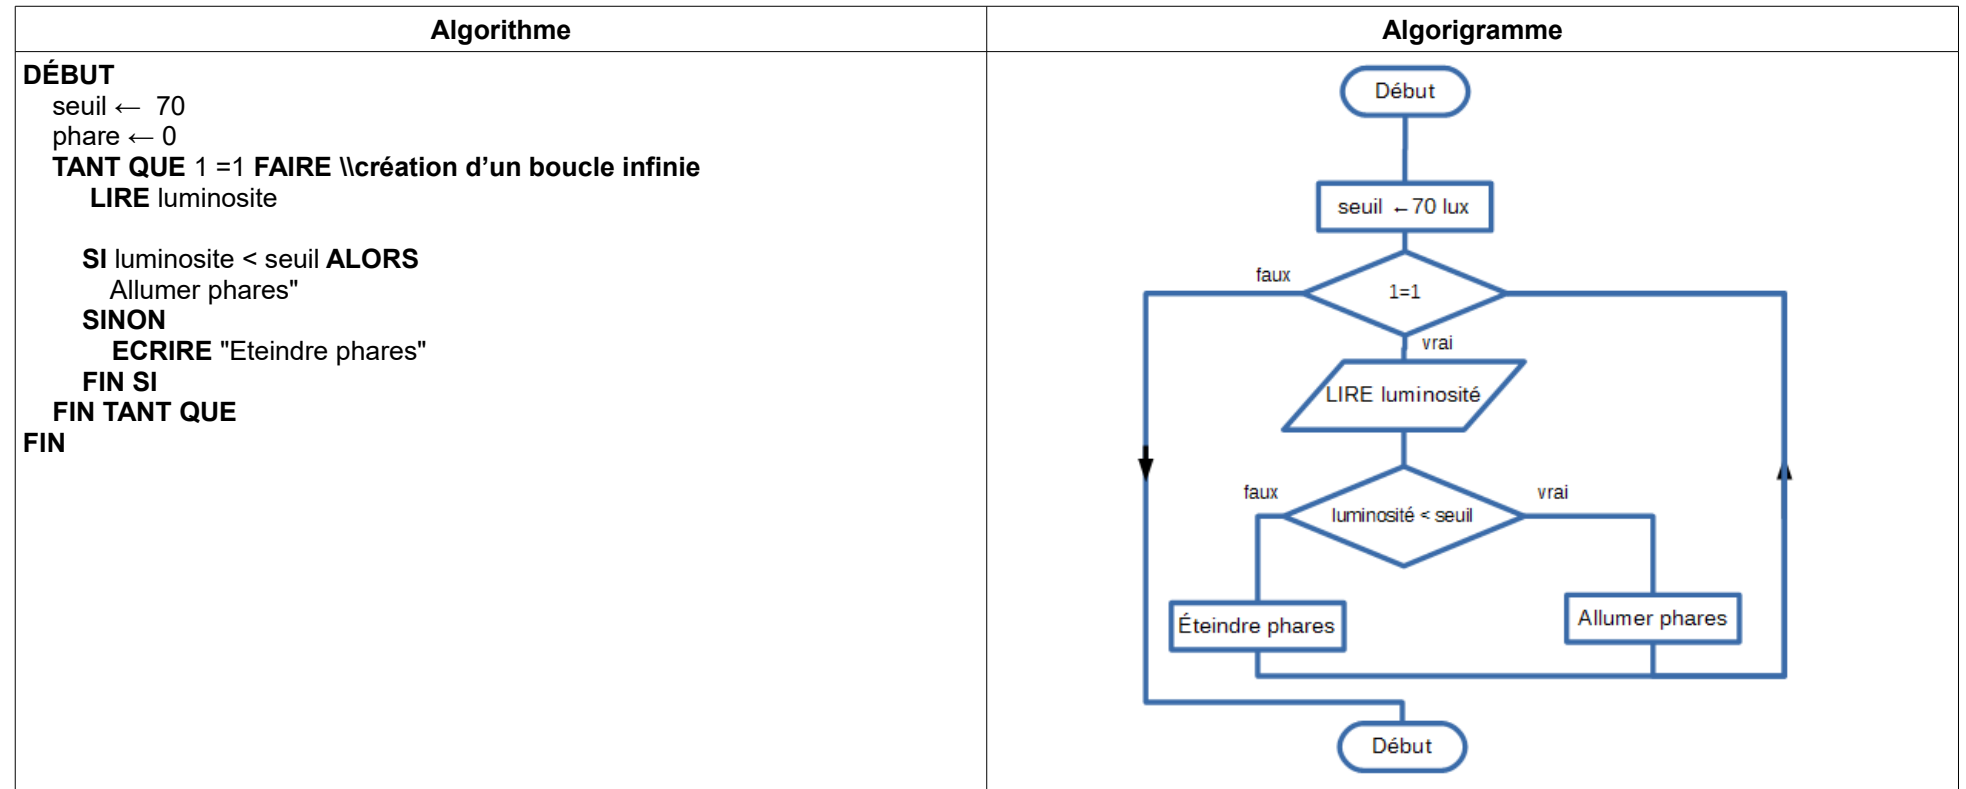 Algorithme
Algorigramme
DÉBUT
seuil ← 70
phare ← 0
TANT QUE 1 =1 FAIRE \\création d’un boucle infinie
LIRE luminosite
SI luminosite < seuil ALORS
Allumer phares"
SINON
ECRIRE "Eteindre phares"
FIN SI
FIN TANT QUE
FIN
Début
seuil ←70 lux
faux
1=1
vrai
LIRE luminosité
faux
vrai
luminosité < seuil
Éteindre phares
Allumer phares
Début